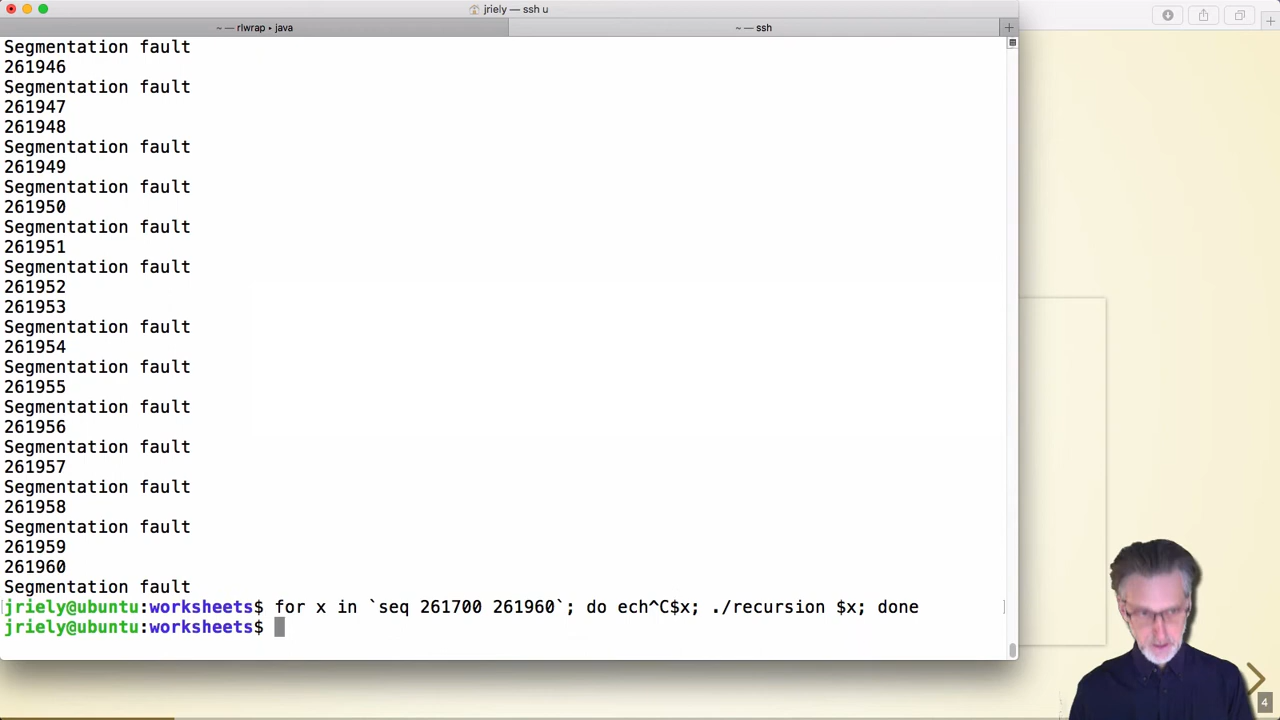 jriely — ssh u
~ — rlwrap ▸ java
~ — ssh
Segmentation fault
261946
Segmentation fault
261947
261948
Segmentation fault
261949
Segmentation fault
261950
Segmentation fault
261951
Segmentation fault
261952
261953
Segmentation fault
261954
Segmentation fault
261955
Segmentation fault
261956
Segmentation fault
261957
Segmentation fault
261958
Segmentation fault
261959
261960
Segmentation fault
jriely@ubuntu:worksheets$ for x in `seq 261700 261960`; do ech^C$x; ./recursion $x; done
jriely@ubuntu:worksheets$
4